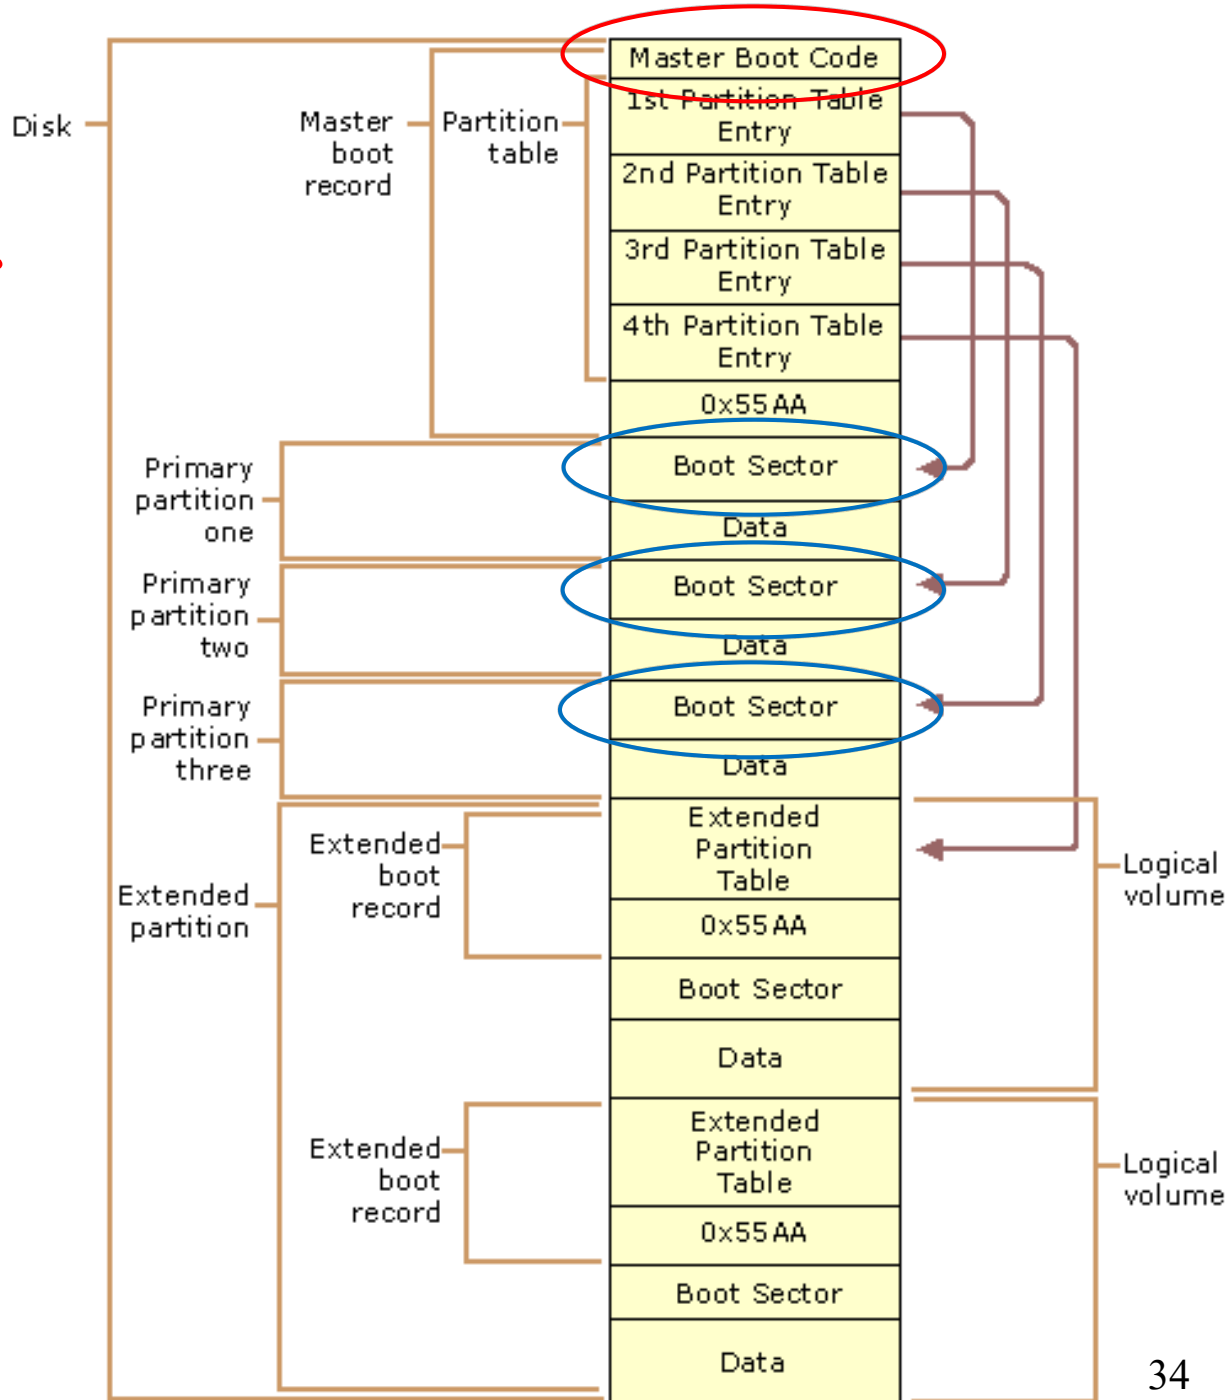 Disk
Master
boot
record
Partition
table
Master Boot Code
1st Partition Table
Entry
2nd Partition Table
Entry
3rd Partition Table
Entry
4th Partition Table
Entry
0x55AA
Primary
partition
one
Boot Sector
Data
Primary
partition
two
Boot Sector
Data
Primary
partition
three
Boot Sector
Data
Extended
partition
Extended
boot
record
Extended
Partition
Table
0x55AA
Boot Sector
Data
Logical
volume
Extended
boot
record
Extended
Partition
Table
0x55AA
Boot Sector
Data
Logical
volume
34